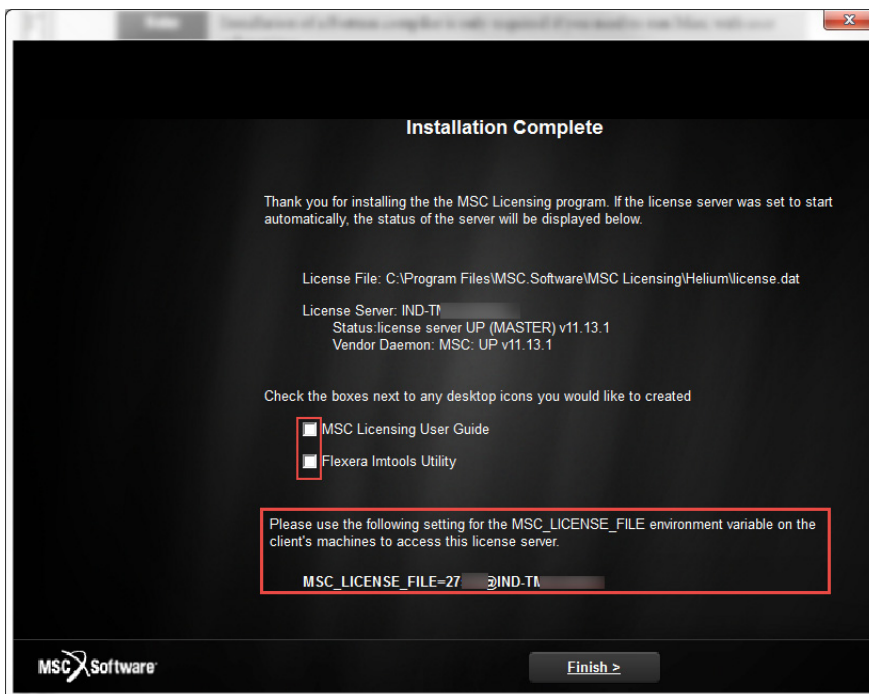 Installation Complete
Thank you for installing the the MSC Licensing program. If the license server was set to start
automatically, the status of the server will be displayed below.
License File: C:\Program Files\MSC.Software\MSC Licensing\Helium\license.dat
License Server: IND-
Status:license server UP (MASTER) v11.13.1
Vendor Daemon: MSC: UP v11.13.1
Check the boxes next to any desktop icons you would like to created
MSC Licensing User Guide
Flexera lmtools Utility
Please use the following setting for the MSC_LICENSE_FILE environment variable on the
client's machines to access this license server.
MSC_LICENSE_FILE=27 @IND-
MSC Software
Finish >